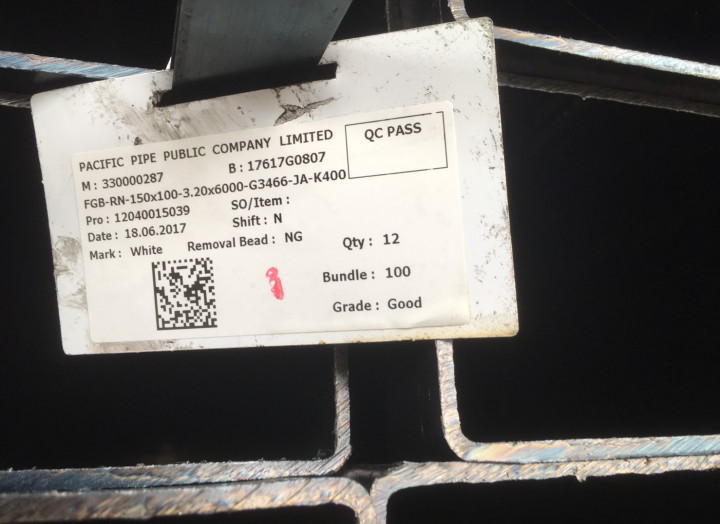 PACIFIC PIPE PUBLIC COMPANY LIMITED
QC PASS
M : 330000287 B : 17617G0807
FGB-RN-150x100-3.20x6000-G3466-JA-K400
Pro : 12040015039 SO/Item :
Date : 18.06.2017 Shift : N
Mark : White Removal Bead : NG Qty : 12
Bundle : 100
Grade : Good